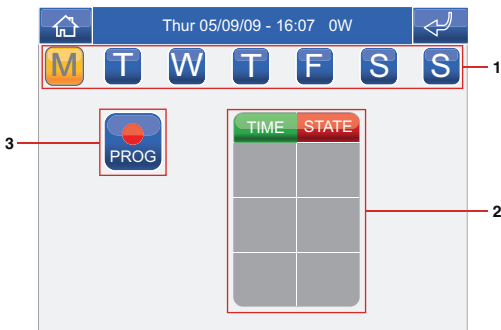 Thur 05/09/09 - 16:07 0W
M T W T F S S
1
3
PROG
TIME STATE
2